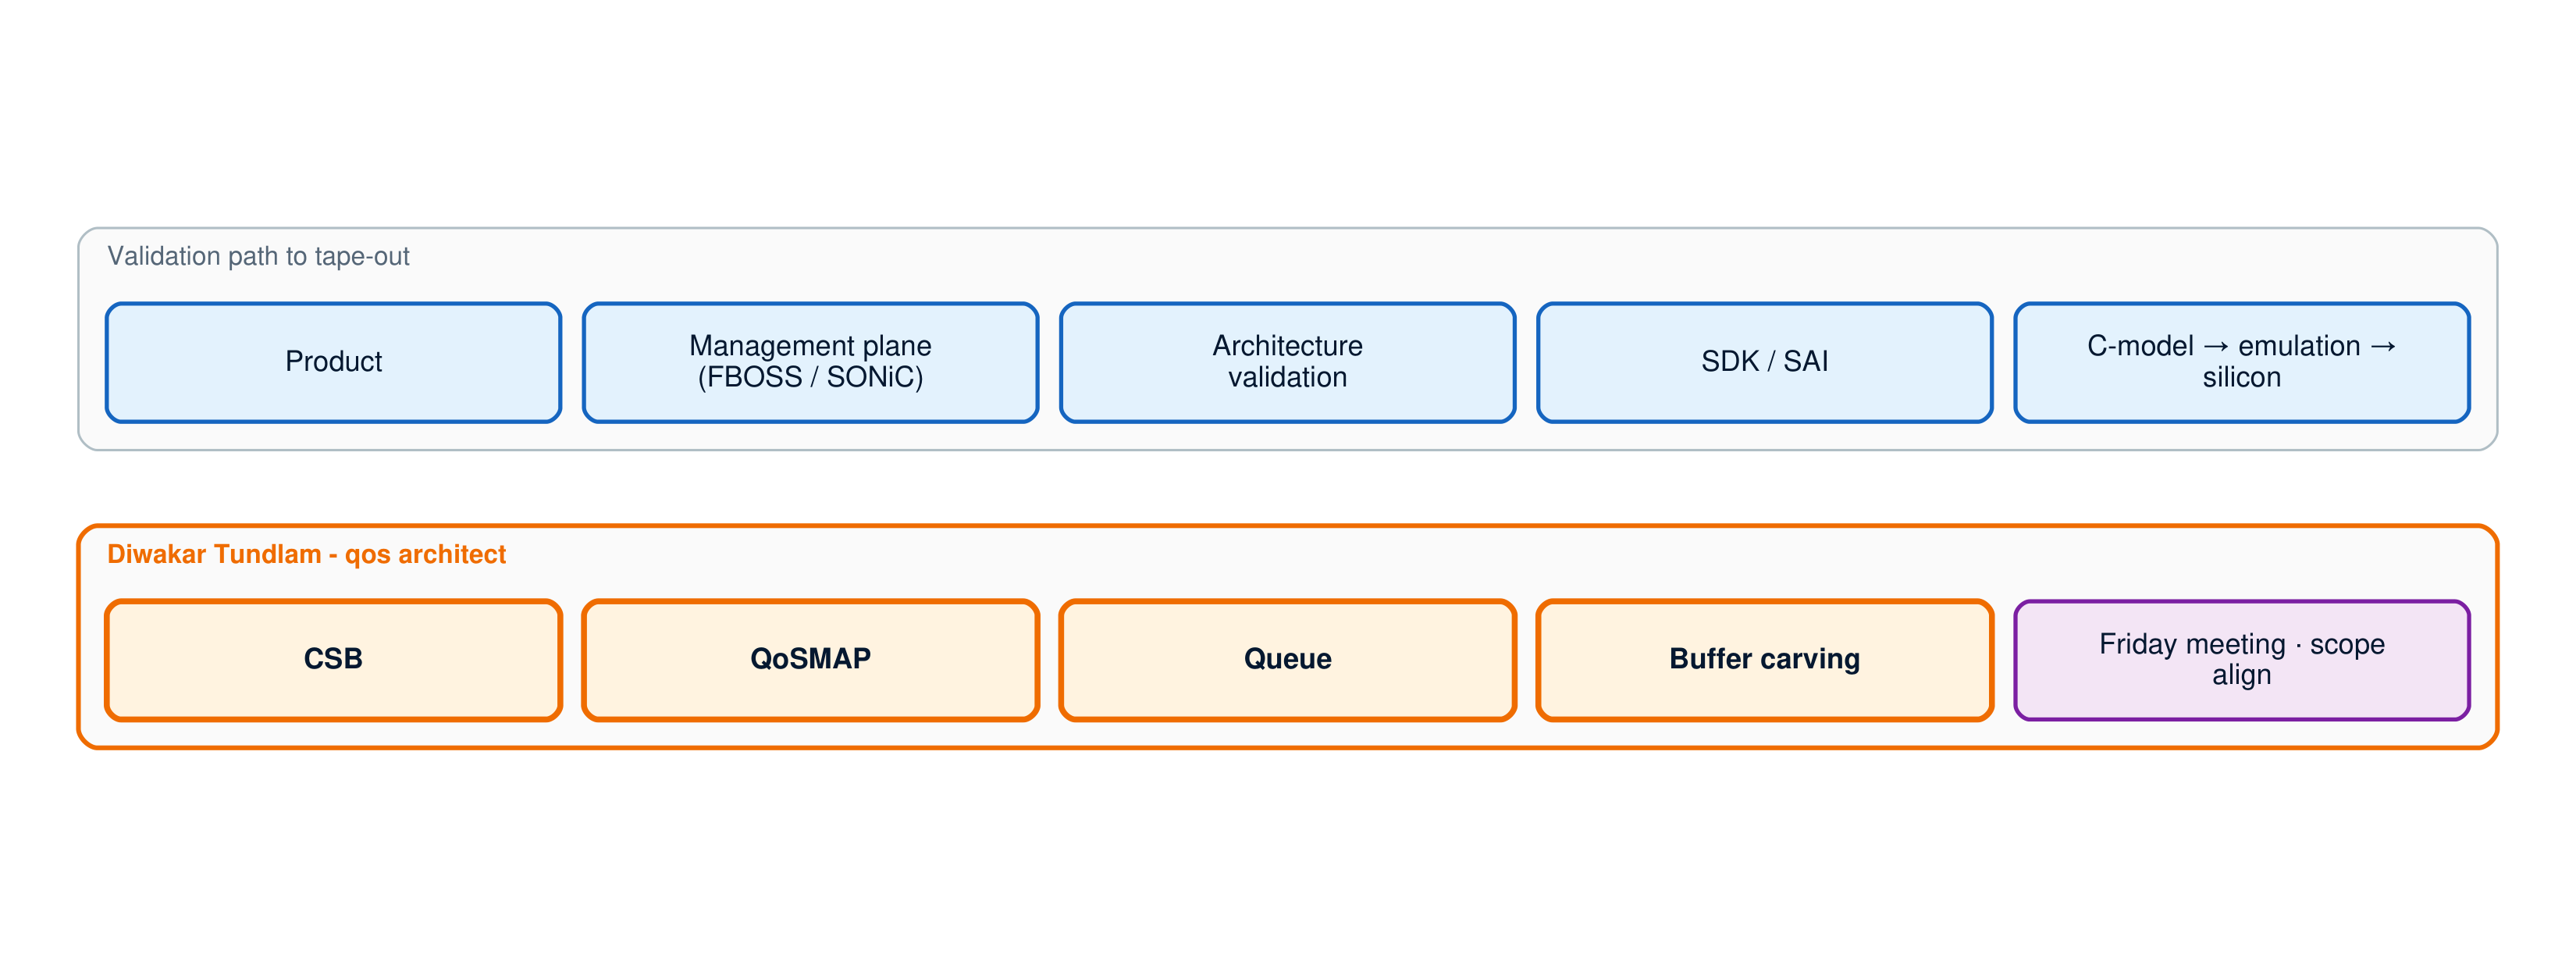 Validation path to tape-out
Product
Management plane
(FBOSS / SONiC)
Architecture
validation
SDK / SAI
C-model → emulation →
silicon
Diwakar Tundlam - qos architect
CSB
QoSMAP
Queue
Buffer carving
Friday meeting · scope
align